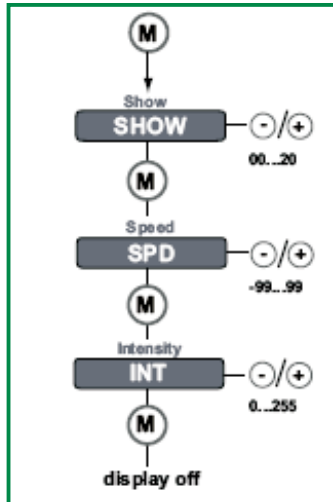 M
Show
SHOW -/+
00...20
M
Speed
SPD -/+
-99...99
M
Intensity
INT -/+
0...255
M
display off